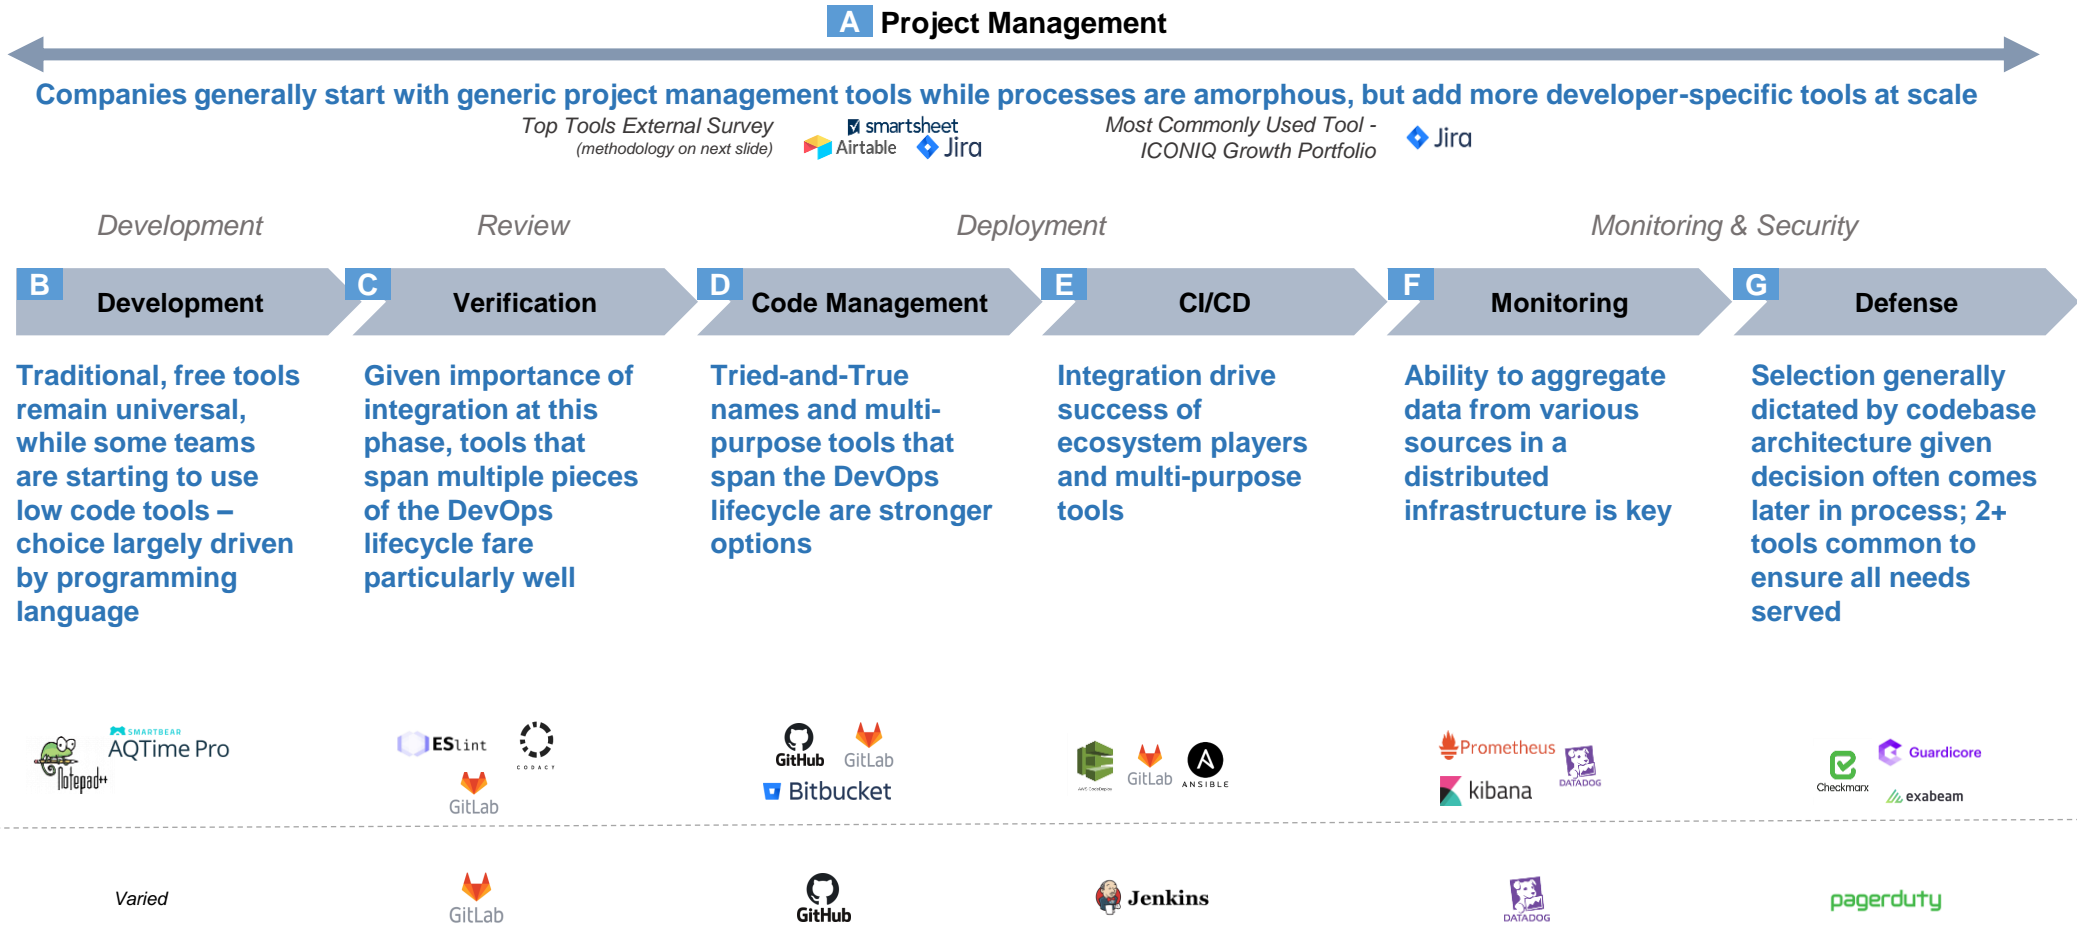 A Project Management
Companies generally start with generic project management tools while processes are amorphous, but add more developer-specific tools at scale
Top Tools External Survey
(methodology on next slide)
smartsheet
Airtable
Jira
Most Commonly Used Tool -
ICONIQ Growth Portfolio
Jira
Development
Review
Deployment
Monitoring & Security
B
Development
C
Verification
D
Code Management
E
CI/CD
F
Monitoring
G
Defense
Traditional, free tools
remain universal,
while some teams
are starting to use
low code tools –
choice largely driven
by programming
language
Given importance of
integration at this
phase, tools that
span multiple pieces
of the DevOps
lifecycle fare
particularly well
Tried-and-True
names and multi-
purpose tools that
span the DevOps
lifecycle are stronger
options
Integration drive
success of
ecosystem players
and multi-purpose
tools
Ability to aggregate
data from various
sources in a
distributed
infrastructure is key
Selection generally
dictated by codebase
architecture given
decision often comes
later in process; 2+
tools common to
ensure all needs
served
Notepad++
SMARTBEAR
AQTime Pro
ESlint
CODACY
GitLab
GitHub
GitLab
Bitbucket
AWS CodeDeploy
GitLab
ANSIBLE
Prometheus
kibana
DATADOG
Checkmarx
Guardicore
exabeam
Varied
GitLab
GitHub
Jenkins
DATADOG
pagerduty